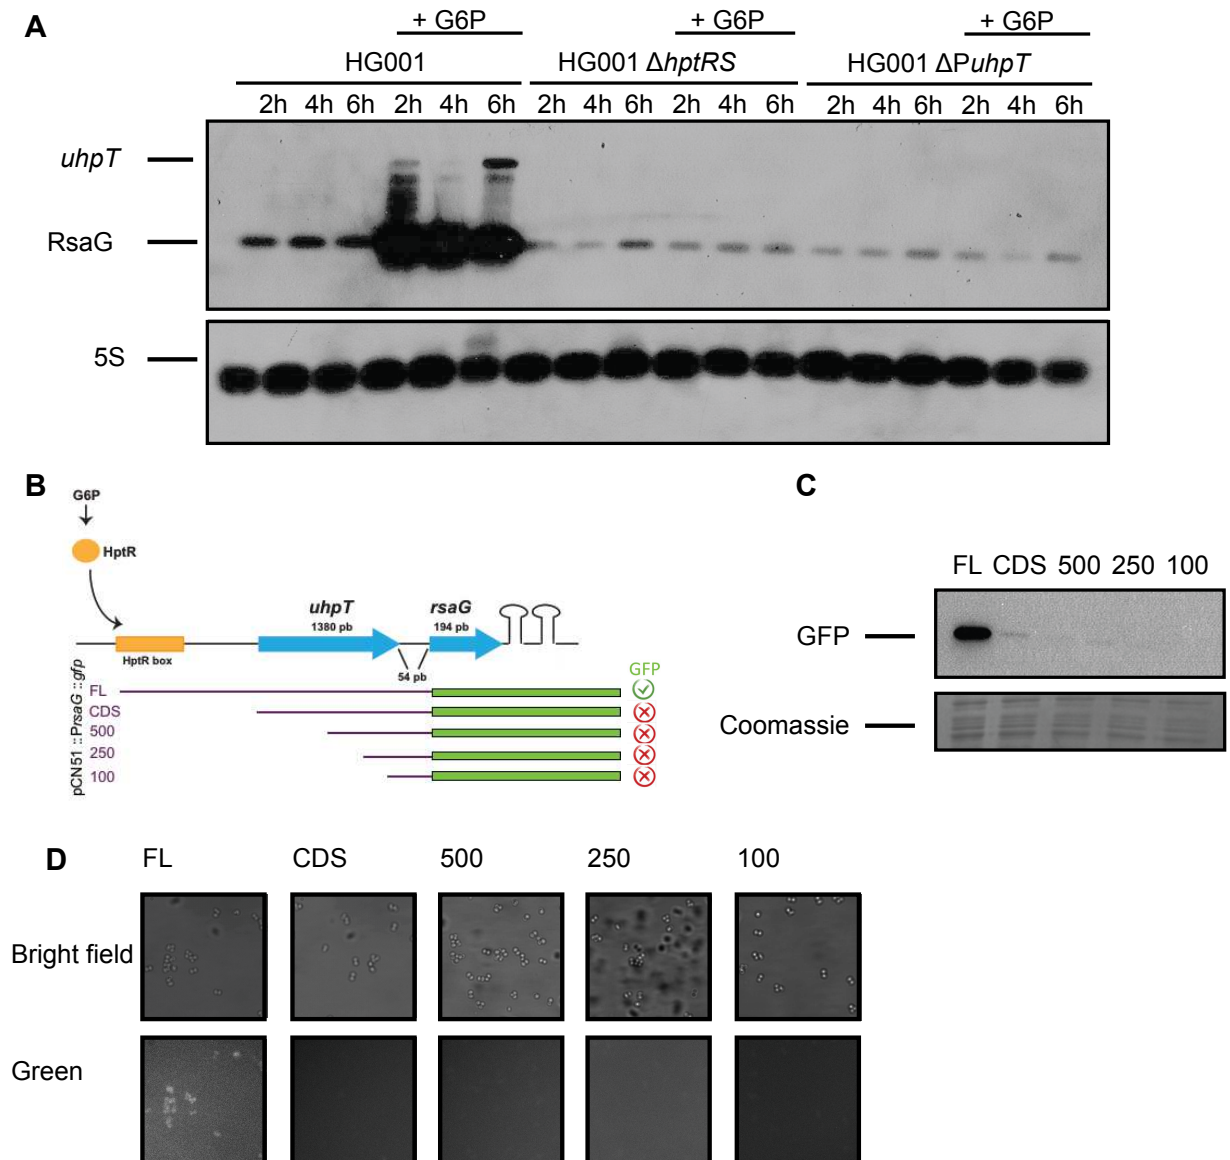 A
+ G6P + G6P + G6P
HG001 HG001 ΔhptRS HG001 ΔPuhpT
2h 4h 6h 2h 4h 6h 2h 4h 6h 2h 4h 6h 2h 4h 6h 2h 4h 6h
uhpT
RsaG
5S
B
G6P
HptR
uhpT rsaG
1380 pb 194 pb
HptR box
54 pb
GFP
pCN51 :: PrsaG :: gfp
FL
CDS
500
250
100
C
FL CDS 500 250 100
GFP
Coomassie
D
FL CDS 500 250 100
Bright field
Green